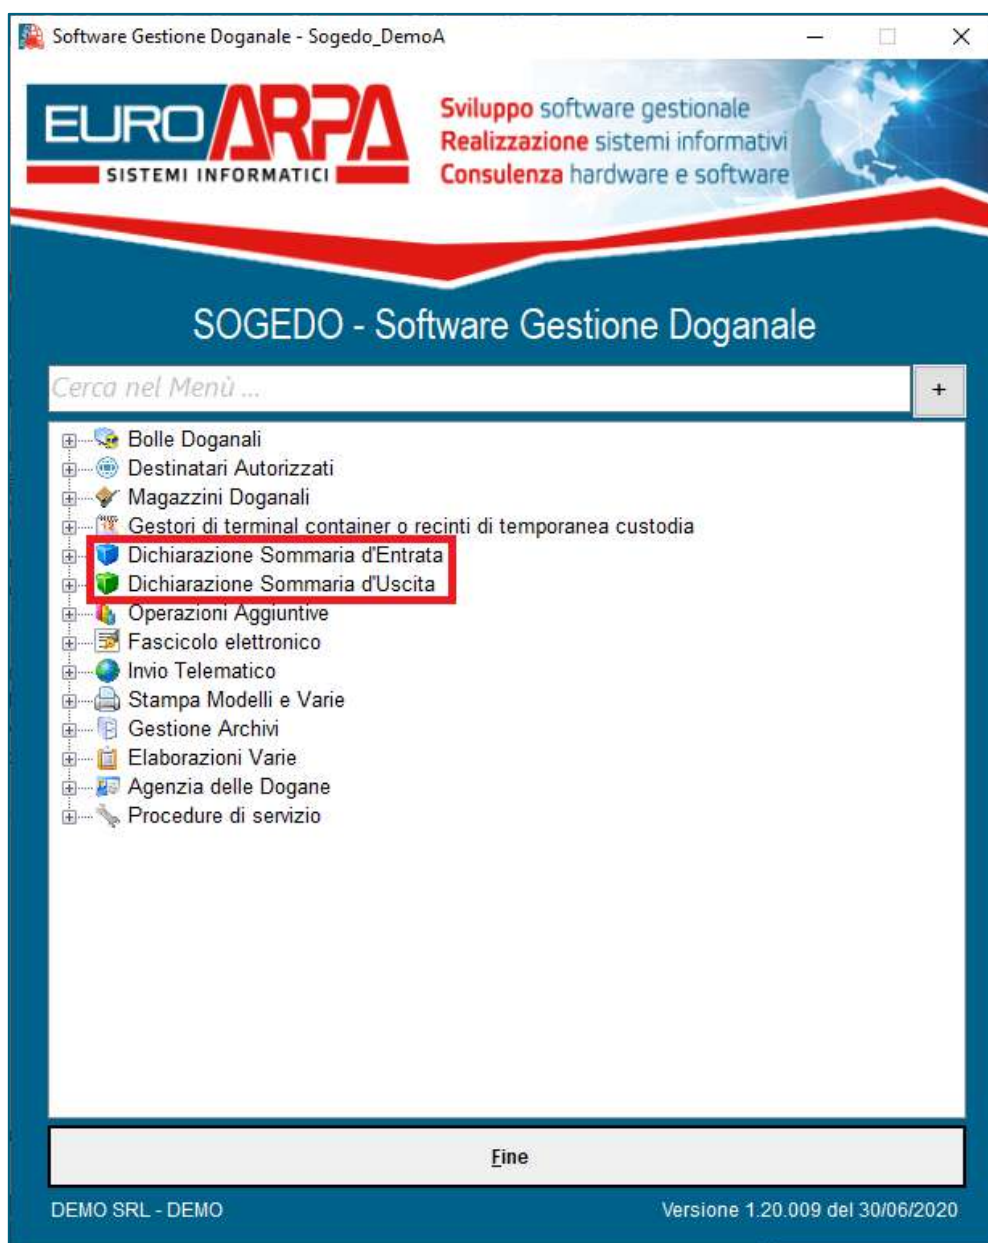 Software Gestione Doganale - Sogedo_DemoA
EURO ARPA
SISTEMI INFORMATICI
Sviluppo software gestionale
Realizzazione sistemi informativi
Consulenza hardware e software
SOGEDO - Software Gestione Doganale
Cerca nel Menù ...
+
Bolle Doganali
Destinatari Autorizzati
Magazzini Doganali
Gestori di terminal container o recinti di temporanea custodia
Dichiarazione Sommaria d'Entrata
Dichiarazione Sommaria d'Uscita
Operazioni Aggiuntive
Fascicolo elettronico
Invio Telematico
Stampa Modelli e Varie
Gestione Archivi
Elaborazioni Varie
Agenzia delle Dogane
Procedure di servizio
Fine
DEMO SRL - DEMO
Versione 1.20.009 del 30/06/2020